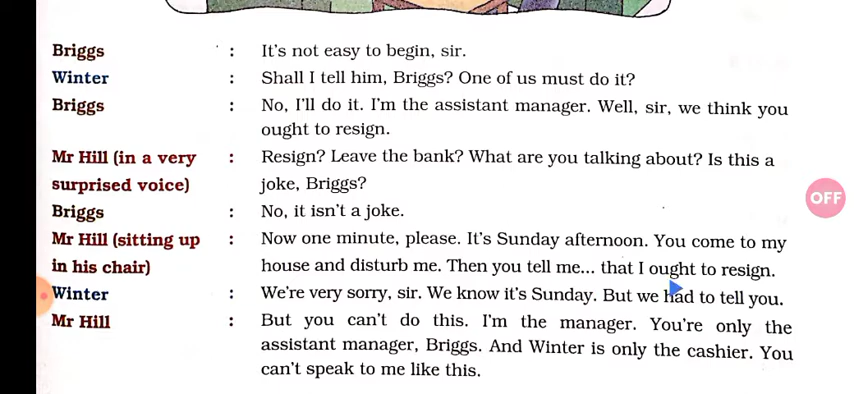 Briggs : It's not easy to begin, sir.
Winter : Shall I tell him, Briggs? One of us must do it?
Briggs : No, I'll do it. I'm the assistant manager. Well, sir, we think you
ought to resign.
Mr Hill (in a very : Resign? Leave the bank? What are you talking about? Is this a
surprised voice) joke, Briggs?
Briggs : No, it isn't a joke.
Mr Hill (sitting up : Now one minute, please. It's Sunday afternoon. You come to my
in his chair) house and disturb me. Then you tell me... that I ought to resign.
Winter : We're very sorry, sir. We know it's Sunday. But we had to tell you.
Mr Hill : But you can't do this. I'm the manager. You're only the
assistant manager, Briggs. And Winter is only the cashier. You
can't speak to me like this.
OFF